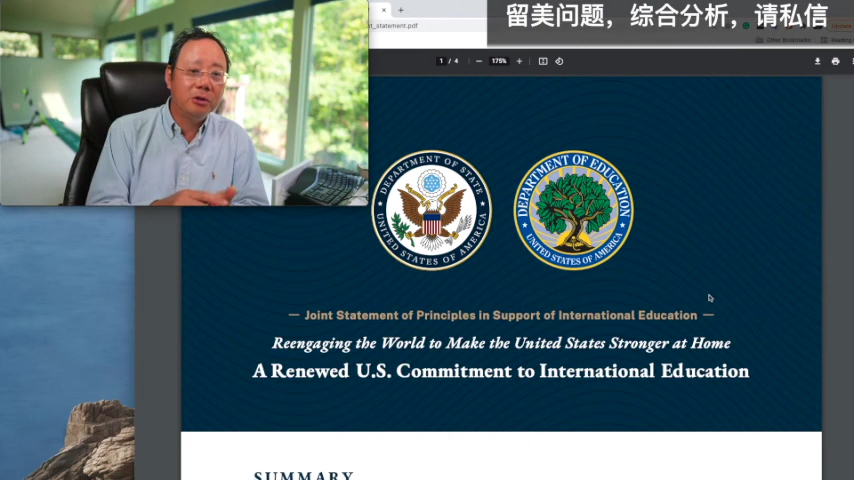 留美问题，综合分析，请私信
st_statement.pdf
Other Bookmarks
Reading
1 / 4
175%
DEPARTMENT OF STATE
UNITED STATES OF AMERICA
DEPARTMENT OF EDUCATION
UNITED STATES OF AMERICA
— Joint Statement of Principles in Support of International Education —
Reengaging the World to Make the United States Stronger at Home
A Renewed U.S. Commitment to International Education
SUMMARY